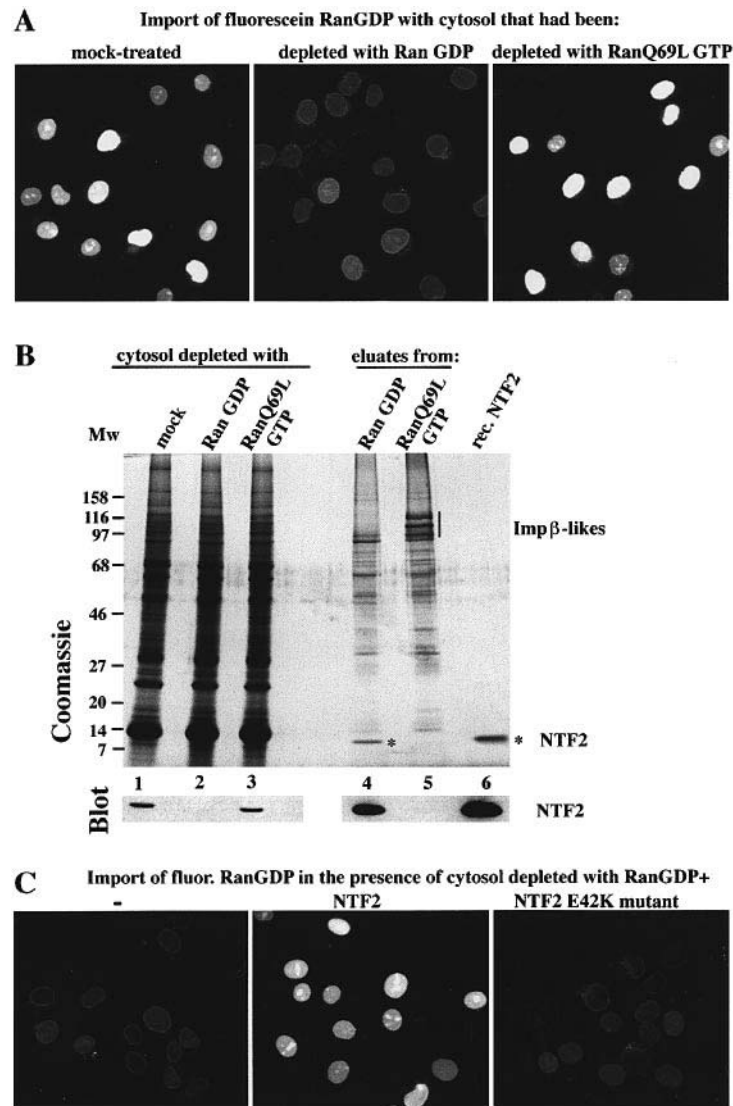 A
Import of fluorescein RanGDP with cytosol that had been:
mock-treated
depleted with Ran GDP
depleted with RanQ69L GTP
B
cytosol depleted with
eluates from:
Mw
mock
Ran GDP
RanQ69L
GTP
Ran GDP
RanQ69L
GTP
rec. NTF2
158
116
97
68
46
27
20
14
7
Impβ-likes
Coomassie
*
* NTF2
1 2 3 4 5 6
Blot
NTF2
C
Import of fluor. RanGDP in the presence of cytosol depleted with RanGDP+
-
NTF2
NTF2 E42K mutant